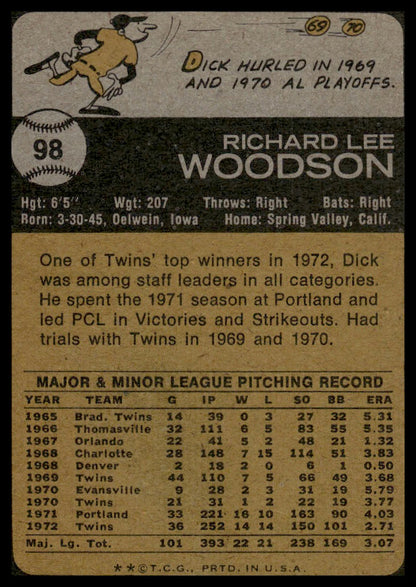 69 70
DICK HURLED IN 1969
AND 1970 AL PLAYOFFS.
98
RICHARD LEE
WOODSON
Hgt: 6'5" Wgt: 207 Throws: Right Bats: Right
Born: 3-30-45, Oelwein, Iowa Home: Spring Valley, Calif.
One of Twins' top winners in 1972, Dick
was among staff leaders in all categories.
He spent the 1971 season at Portland and
led PCL in Victories and Strikeouts. Had
trials with Twins in 1969 and 1970.
MAJOR & MINOR LEAGUE PITCHING RECORD
YEAR TEAM G IP W L SO BB ERA
1965 Brad. Twins 14 39 0 3 27 32 5.31
1966 Thomasville 32 111 6 5 83 55 5.35
1967 Orlando 22 41 5 2 48 21 1.32
1968 Charlotte 28 148 7 15 114 51 3.83
1968 Denver 2 18 2 0 6 1 0.50
1969 Twins 44 110 7 5 66 49 3.68
1970 Evansville 9 28 2 3 31 19 5.79
1970 Twins 21 31 1 2 22 19 3.77
1971 Portland 33 221 16 10 163 90 4.03
1972 Twins 36 252 14 14 150 101 2.71
Maj. Lg. Tot. 101 393 22 21 238 169 3.07
**©T.C.G., PRTD. IN U.S.A.